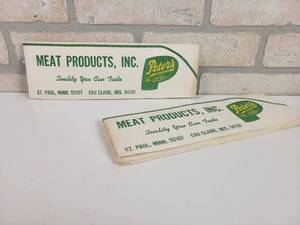 MEAT PRODUCTS, INC.
Peter's
Quality You Can Taste
ST. PAUL, MINN. 55107 EAU CLAIRE, WIS. 54701
MEAT PRODUCTS, INC.
Peter's
Quality You Can Taste
ST. PAUL, MINN. 55107 EAU CLAIRE, WIS. 54701